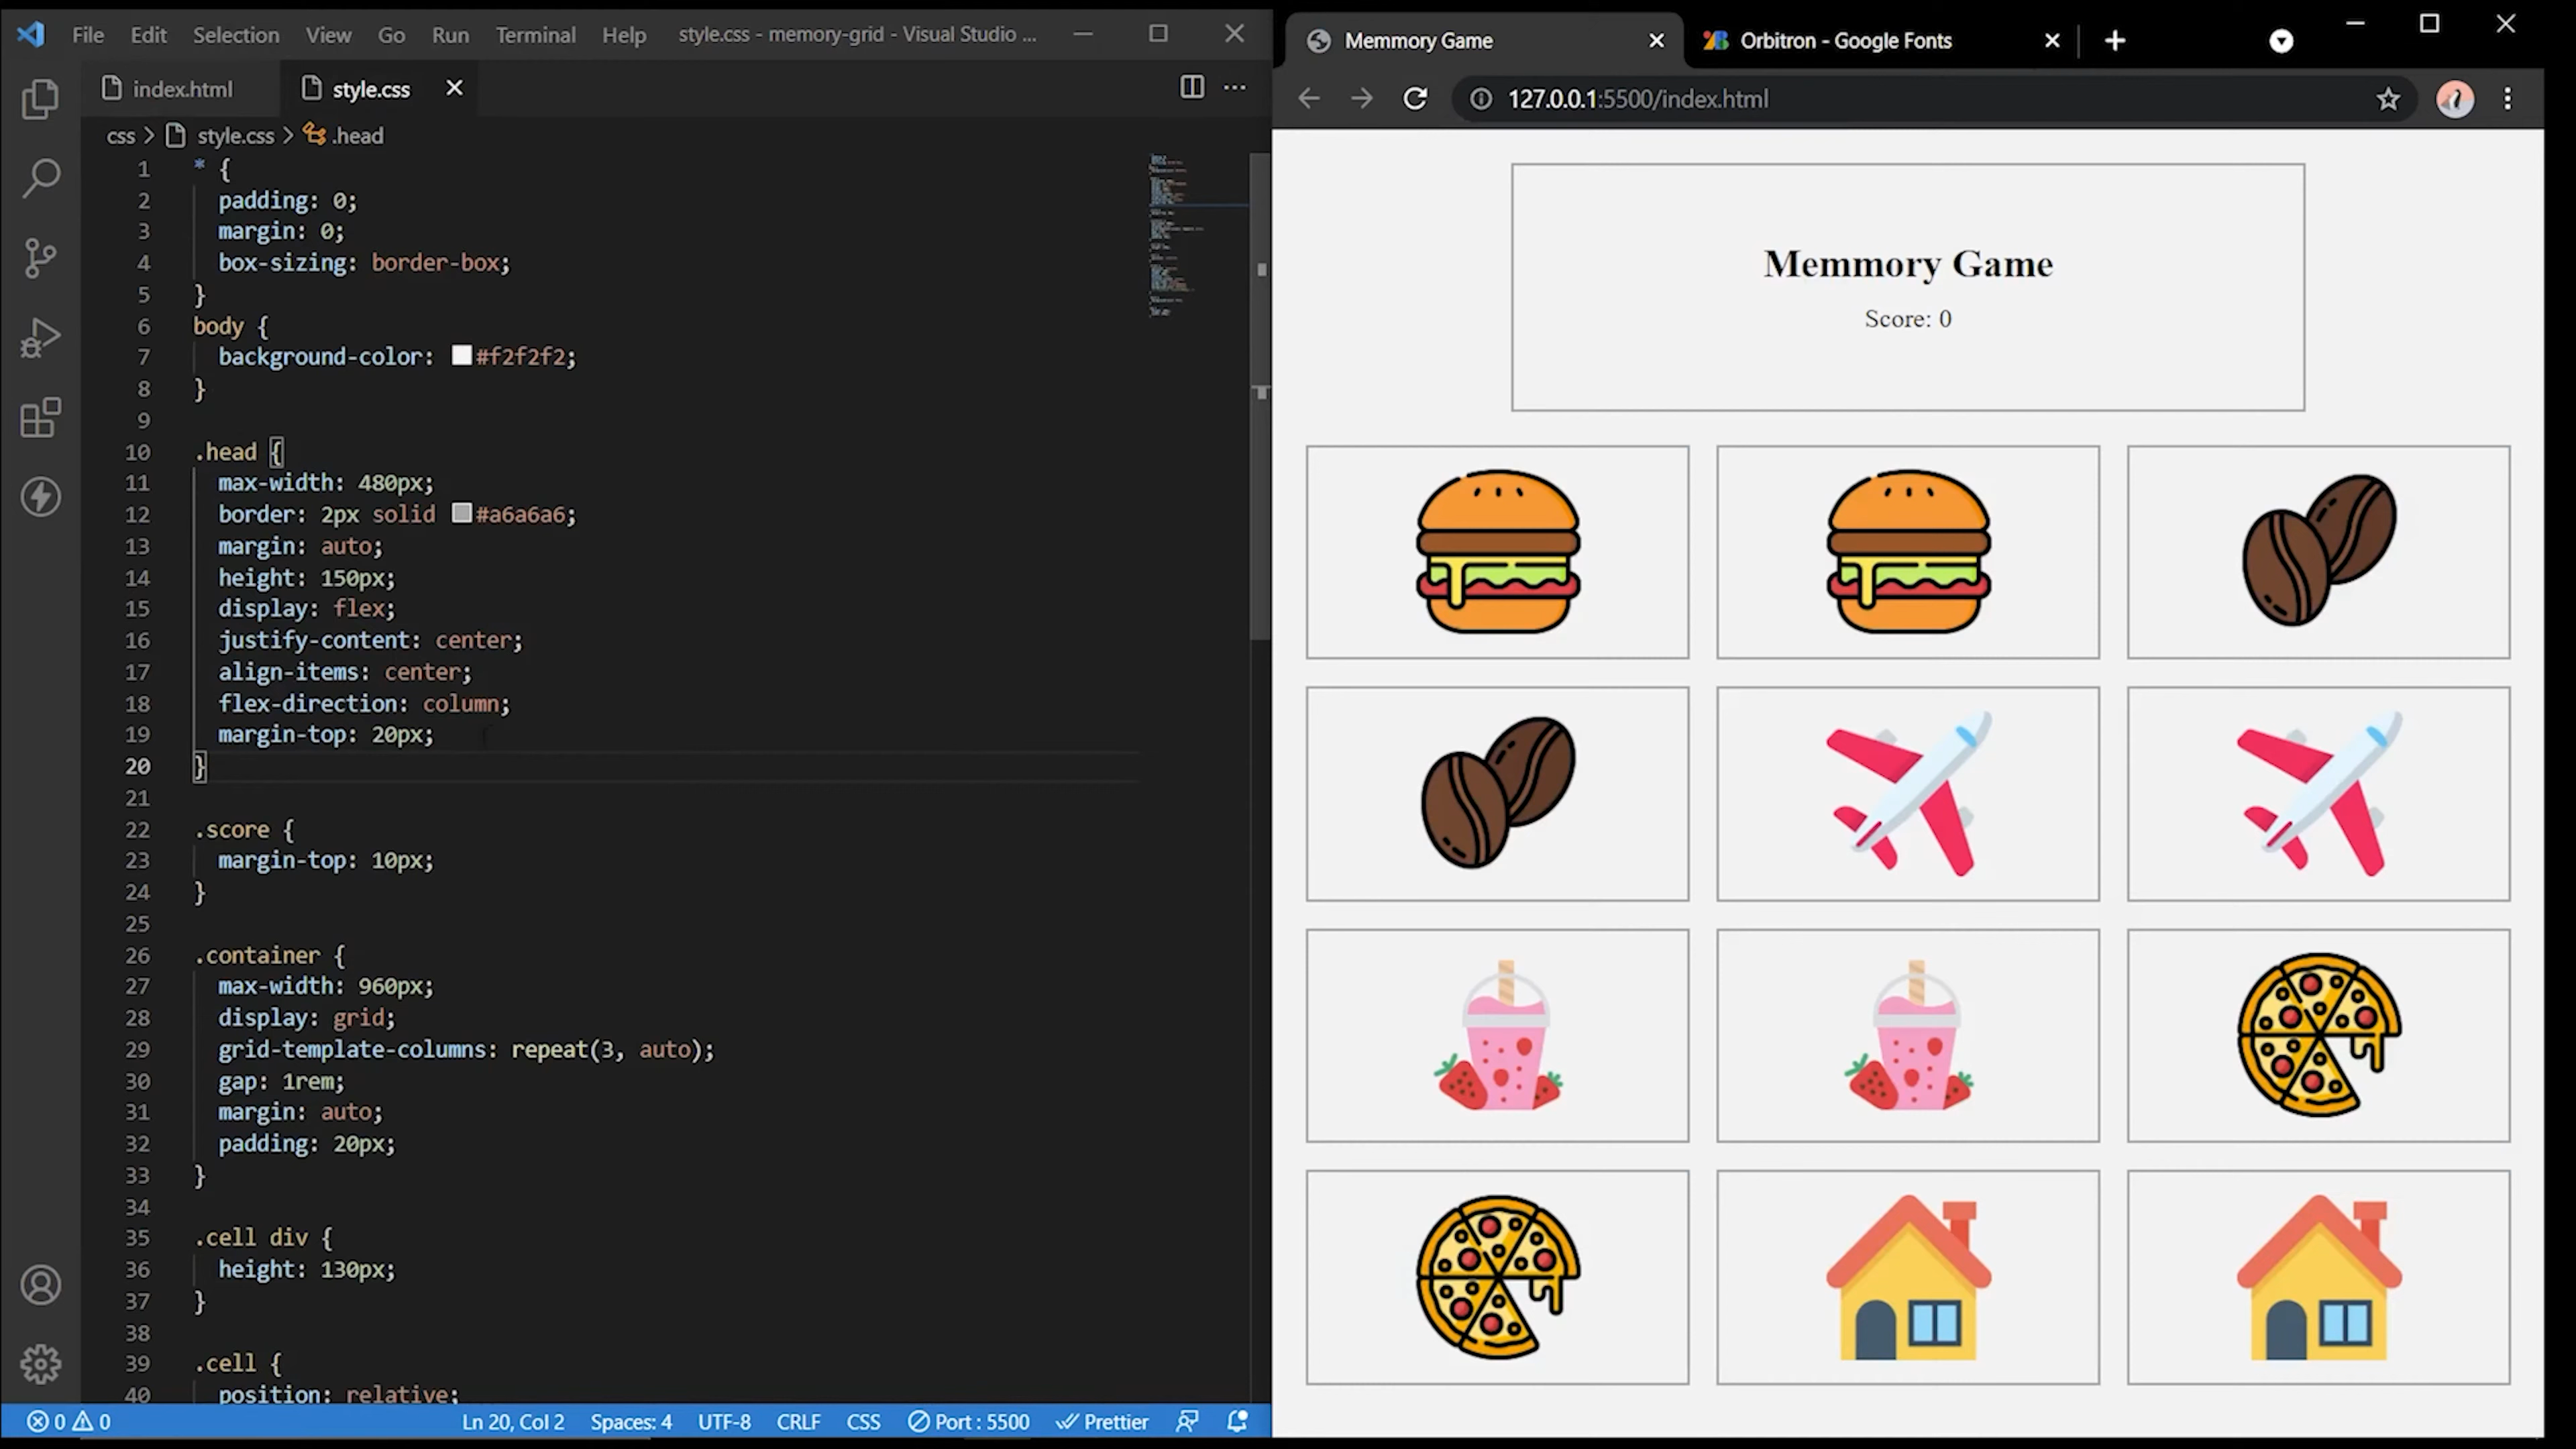 File Edit Selection View Go Run Terminal Help style.css - memory-grid - Visual Studio ...
index.html style.css
css > style.css > .head
1 * {
2 padding: 0;
3 margin: 0;
4 box-sizing: border-box;
5 }
6 body {
7 background-color: #f2f2f2;
8 }
9
10 .head {
11 max-width: 480px;
12 border: 2px solid #a6a6a6;
13 margin: auto;
14 height: 150px;
15 display: flex;
16 justify-content: center;
17 align-items: center;
18 flex-direction: column;
19 margin-top: 20px;
20 }
21
22 .score {
23 margin-top: 10px;
24 }
25
26 .container {
27 max-width: 960px;
28 display: grid;
29 grid-template-columns: repeat(3, auto);
30 gap: 1rem;
31 margin: auto;
32 padding: 20px;
33 }
34
35 .cell div {
36 height: 130px;
37 }
38
39 .cell {
40 position: relative;
0 0 Ln 20, Col 2 Spaces: 4 UTF-8 CRLF CSS Port : 5500 Prettier
Memmory Game Orbitron - Google Fonts
127.0.0.1:5500/index.html
Memmory Game
Score: 0